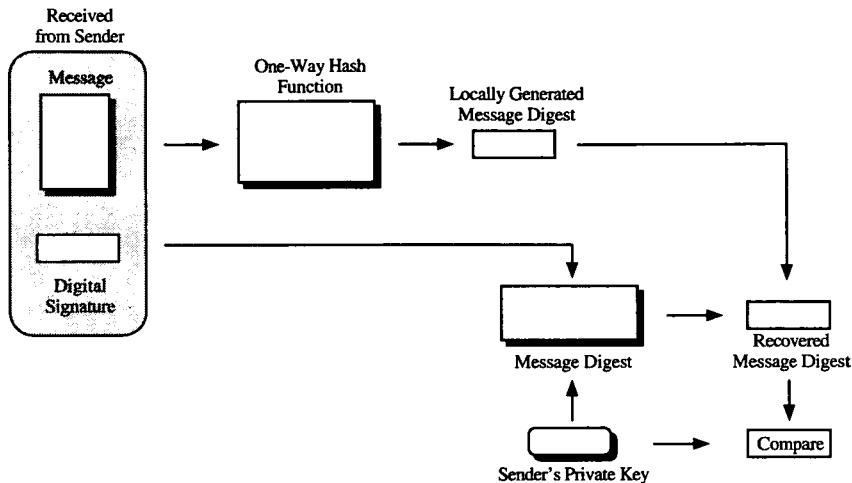 Received
from Sender
Message
One-Way Hash
Function
Locally Generated
Message Digest
Digital
Signature
Message Digest
Recovered
Message Digest
Sender's Private Key
Compare